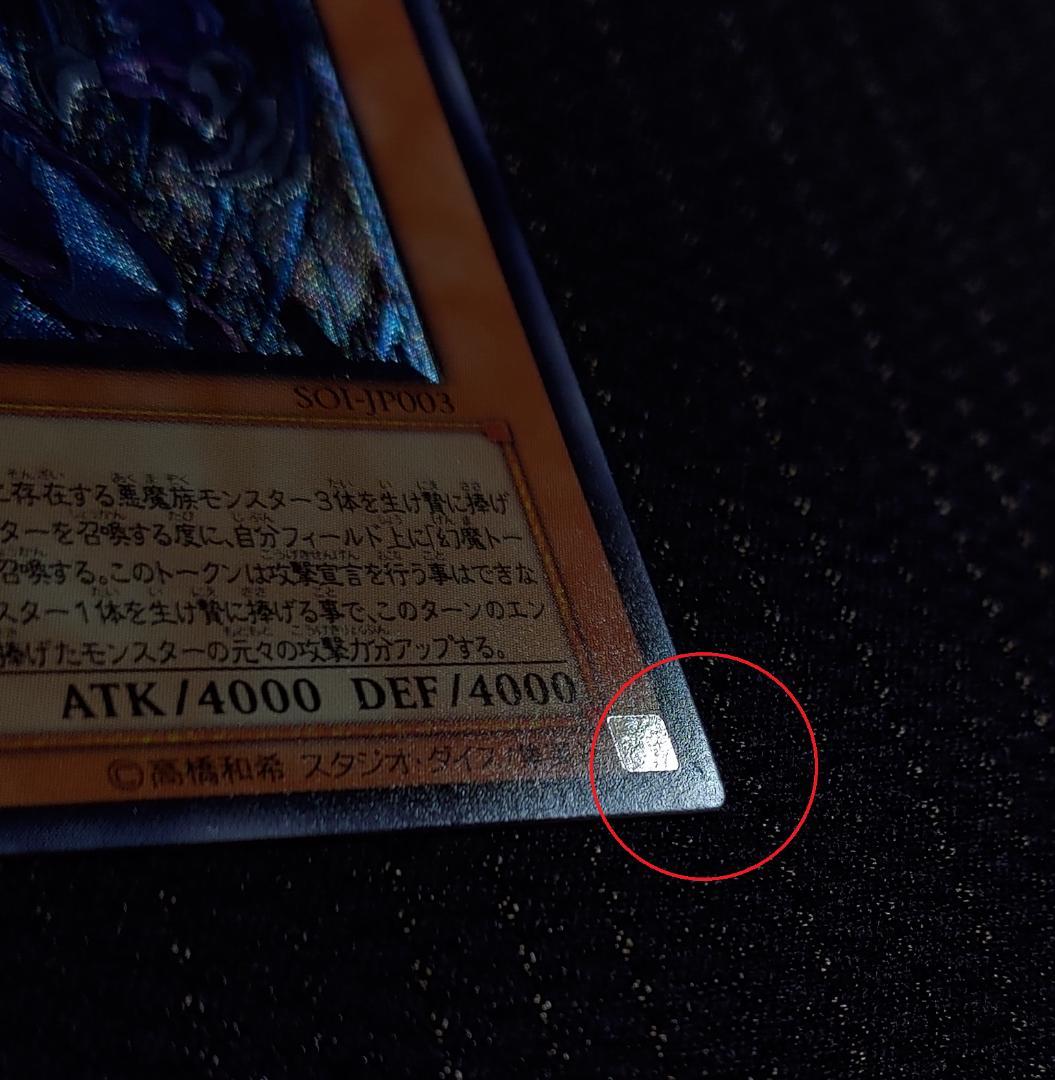 SOI-JP003
存在する悪魔族モンスター3体を生け贄に捧げ
ターを召喚する度に、自分フィールド上に「幻魔トー
召喚する。このトークンは攻撃宣言を行う事はできな
スター1体を生け贄に捧げる事で、このターンのエン
捧げたモンスターの元々の攻撃力分アップする。
ATK/4000 DEF/4000
©高橋和希 スタジオ・ダイス/集英